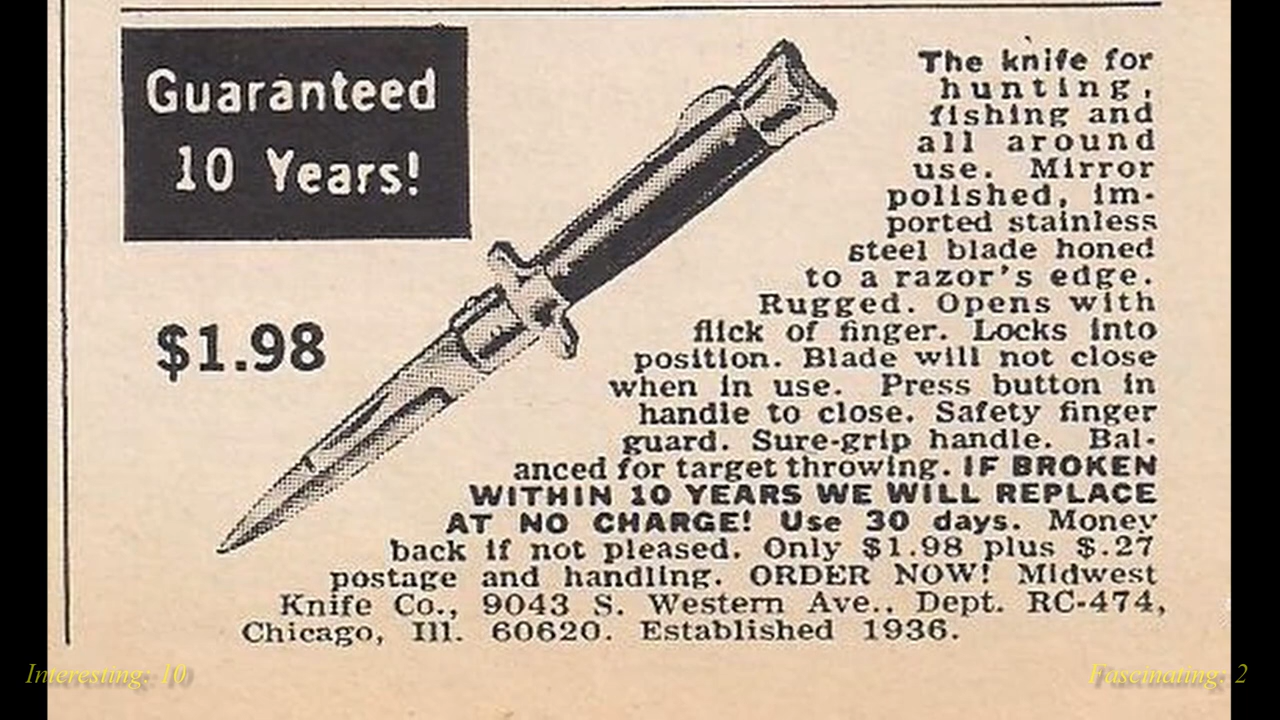 Guaranteed
10 Years!
$1.98
The knife for
hunting,
fishing and
all around
use. Mirror
polished, im-
ported stainless
steel blade honed
to a razor's edge.
Rugged. Opens with
flick of finger. Locks into
position. Blade will not close
when in use. Press button in
handle to close. Safety finger
guard. Sure-grip handle. Bal-
anced for target throwing. IF BROKEN
WITHIN 10 YEARS WE WILL REPLACE
AT NO CHARGE! Use 30 days. Money
back if not pleased. Only $1.98 plus $.27
postage and handling. ORDER NOW! Midwest
Knife Co., 9043 S. Western Ave., Dept. RC-474,
Chicago, Ill. 60620. Established 1936.
Interesting: 10
Fascinating: 2